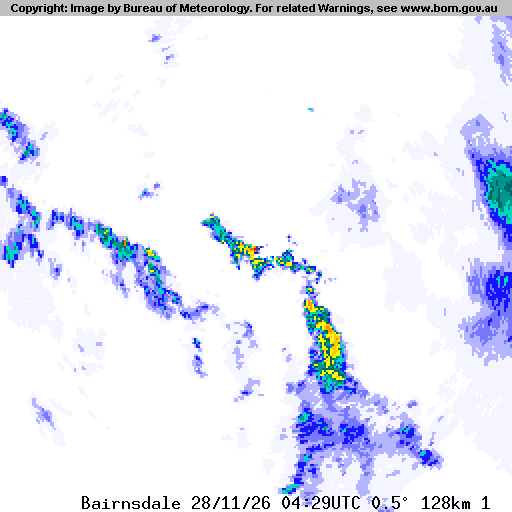 Copyright: Image by Bureau of Meteorology. For related Warnings, see www.bom.gov.au
Bairnsdale 28/11/26 04:29UTC 0.5° 128km 1